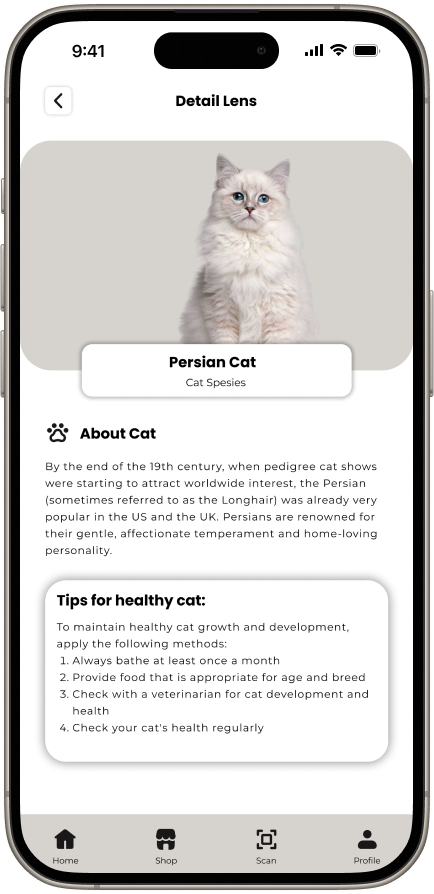 9:41
Detail Lens
Persian Cat
Cat Spesies
About Cat
By the end of the 19th century, when pedigree cat shows
were starting to attract worldwide interest, the Persian
(sometimes referred to as the Longhair) was already very
popular in the US and the UK. Persians are renowned for
their gentle, affectionate temperament and home-loving
personality.
Tips for healthy cat:
To maintain healthy cat growth and development,
apply the following methods:
1. Always bathe at least once a month
2. Provide food that is appropriate for age and breed
3. Check with a veterinarian for cat development and
health
4. Check your cat's health regularly
Home
Shop
Scan
Profile